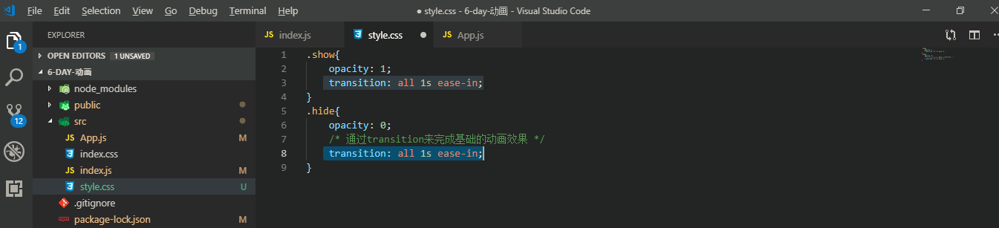 File Edit Selection View Go Debug Terminal Help ● style.css - 6-day-动画 - Visual Studio Code
EXPLORER
JS index.js
style.css ●
JS App.js
OPEN EDITORS 1 UNSAVED
6-DAY-动画
node_modules
public
src
JS App.js M
index.css
JS index.js M
style.css U
.gitignore
package-lock.json M
1
12
1 .show{
2 opacity: 1;
3 transition: all 1s ease-in;
4 }
5 .hide{
6 opacity: 0;
7 /* 通过transition来完成基础的动画效果 */
8 transition: all 1s ease-in;
9 }